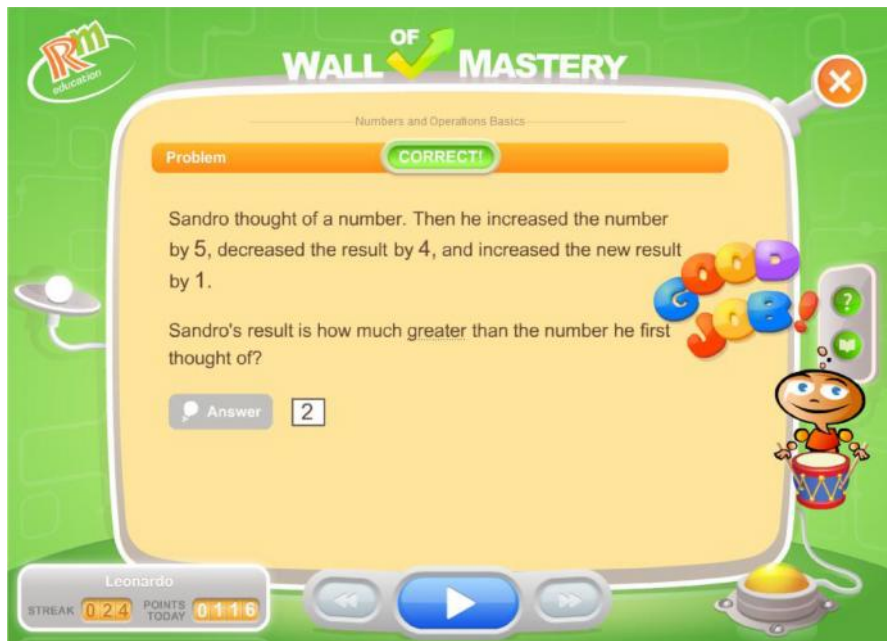 Rm
education
WALL OF MASTERY
Numbers and Operations Basics
Problem
CORRECT!
Sandro thought of a number. Then he increased the number
by 5, decreased the result by 4, and increased the new result
by 1.
GOOD
JOB!
Sandro's result is how much greater than the number he first
thought of?
?
Answer
2
Leonardo
STREAK 024 POINTS TODAY 0116